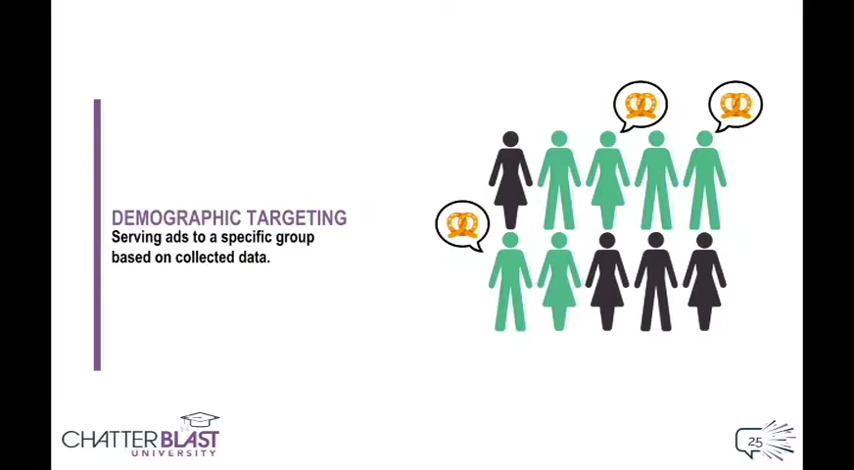 DEMOGRAPHIC TARGETING
Serving ads to a specific group
based on collected data.
CHATTERBLAST
UNIVERSITY
25